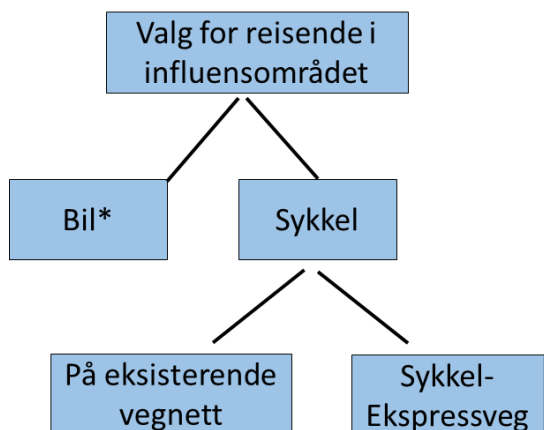 Valg for reisende i
influensområdet
Bil*
Sykkel
På eksisterende
vegnett
Sykkel-
Ekspressveg